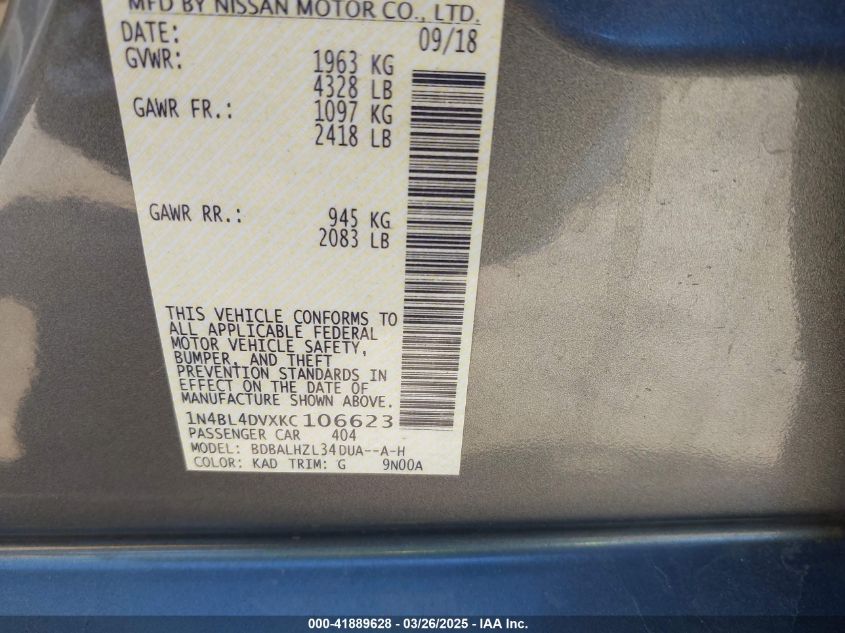 MFD BY NISSAN MOTOR CO., LTD.
DATE: 09/18
GVWR: 1963 KG
4328 LB
GAWR FR.: 1097 KG
2418 LB
GAWR RR.: 945 KG
2083 LB
THIS VEHICLE CONFORMS TO
ALL APPLICABLE FEDERAL
MOTOR VEHICLE SAFETY,
BUMPER, AND THEFT
PREVENTION STANDARDS IN
EFFECT ON THE DATE OF
MANUFACTURE SHOWN ABOVE.
1N4BL4DVXKC106623
PASSENGER CAR 404
MODEL: BDBALHZL34DUA--A-H
COLOR: KAD TRIM: G 9N00A
000-41889628 - 03/26/2025 - IAA Inc.